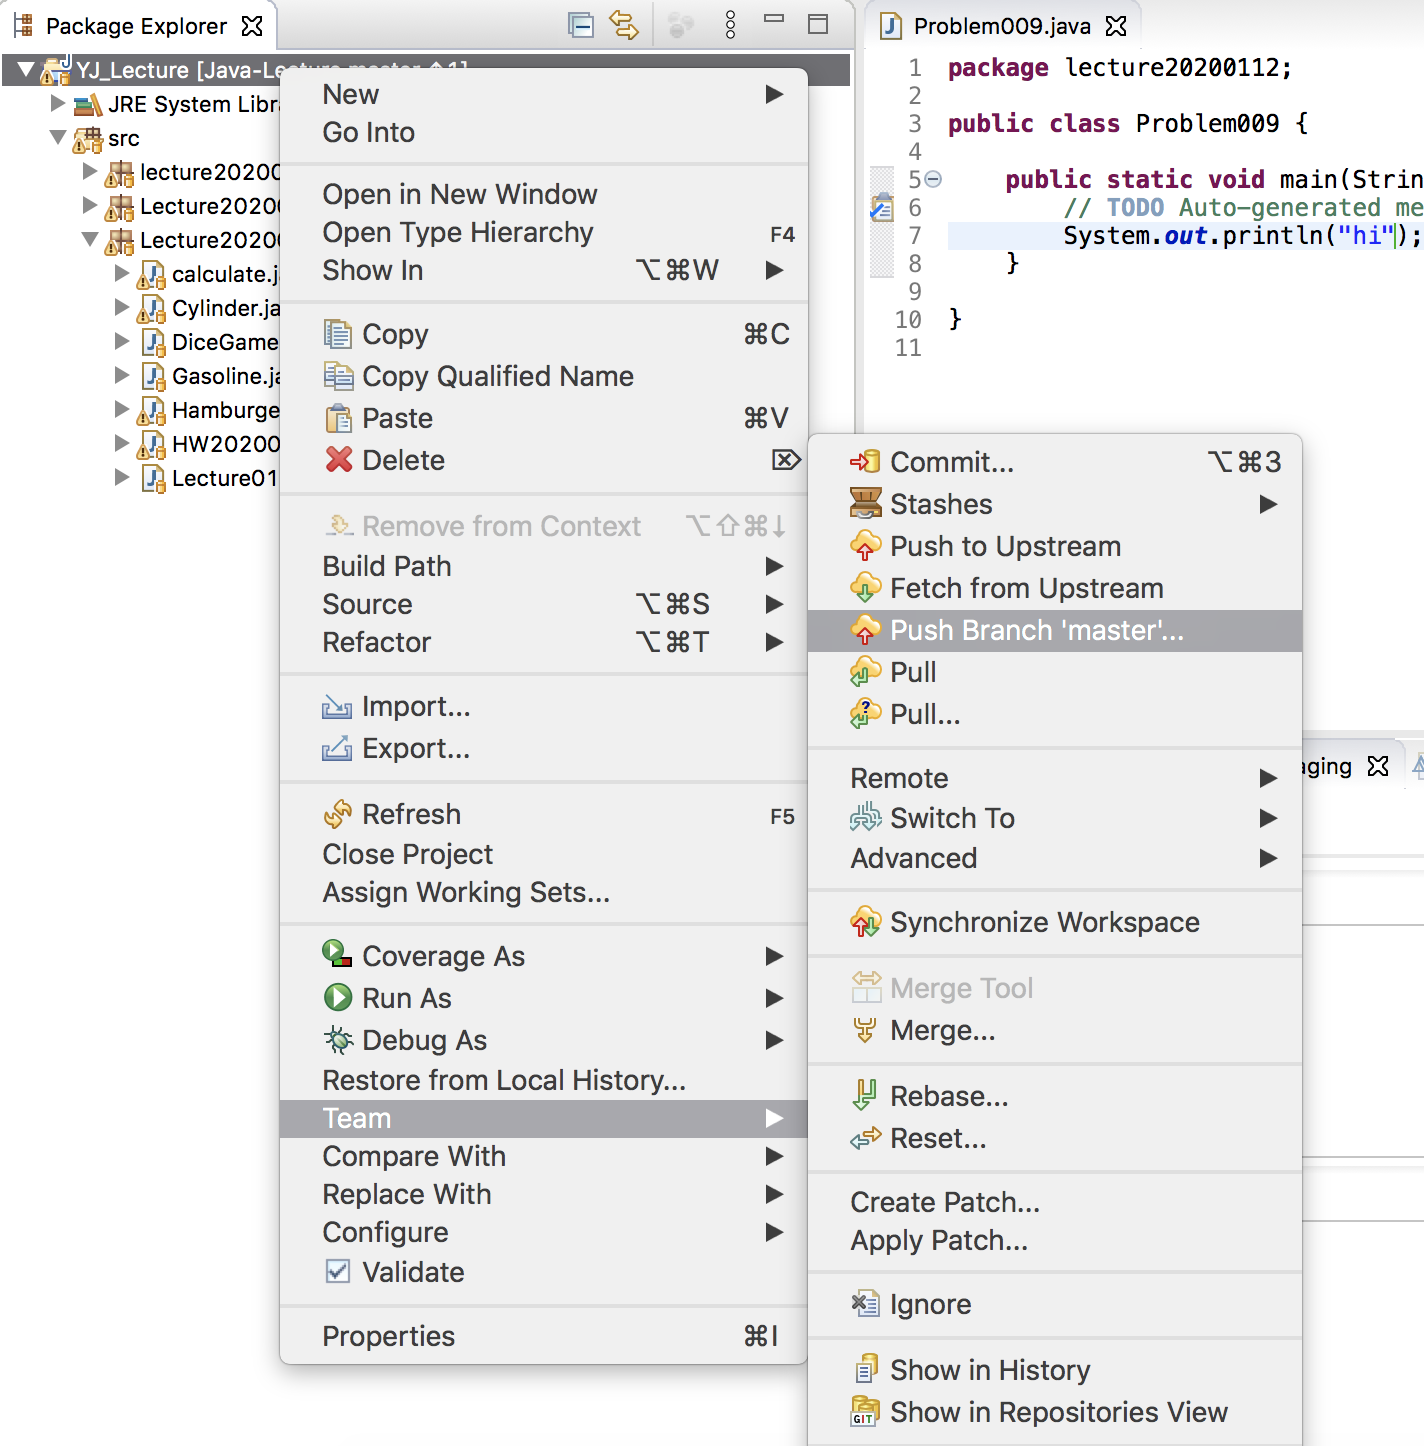 Package Explorer
YJ_Lecture [Java-Lecture master ↑1]
JRE System Libr
src
lecture2020
Lecture2020
Lecture2020
calculate.j
Cylinder.ja
DiceGame
Gasoline.ja
Hamburge
HW20200
Lecture01
New
Go Into
Open in New Window
Open Type Hierarchy F4
Show In ⌥⌘W
Copy ⌘C
Copy Qualified Name
Paste ⌘V
Delete ⌦
Remove from Context ⌥⇧⌘↓
Build Path
Source ⌥⌘S
Refactor ⌥⌘T
Import...
Export...
Refresh F5
Close Project
Assign Working Sets...
Coverage As
Run As
Debug As
Restore from Local History...
Team
Compare With
Replace With
Configure
Validate
Properties ⌘I
Commit... ⌥⌘3
Stashes
Push to Upstream
Fetch from Upstream
Push Branch 'master'...
Pull
Pull...
Remote
Switch To
Advanced
Synchronize Workspace
Merge Tool
Merge...
Rebase...
Reset...
Create Patch...
Apply Patch...
Ignore
Show in History
GIT Show in Repositories View
Problem009.java
1 package lecture20200112;
2
3 public class Problem009 {
4
5 public static void main(Strin
6 // TODO Auto-generated me
7 System.out.println("hi");
8 }
9
10 }
11
aging